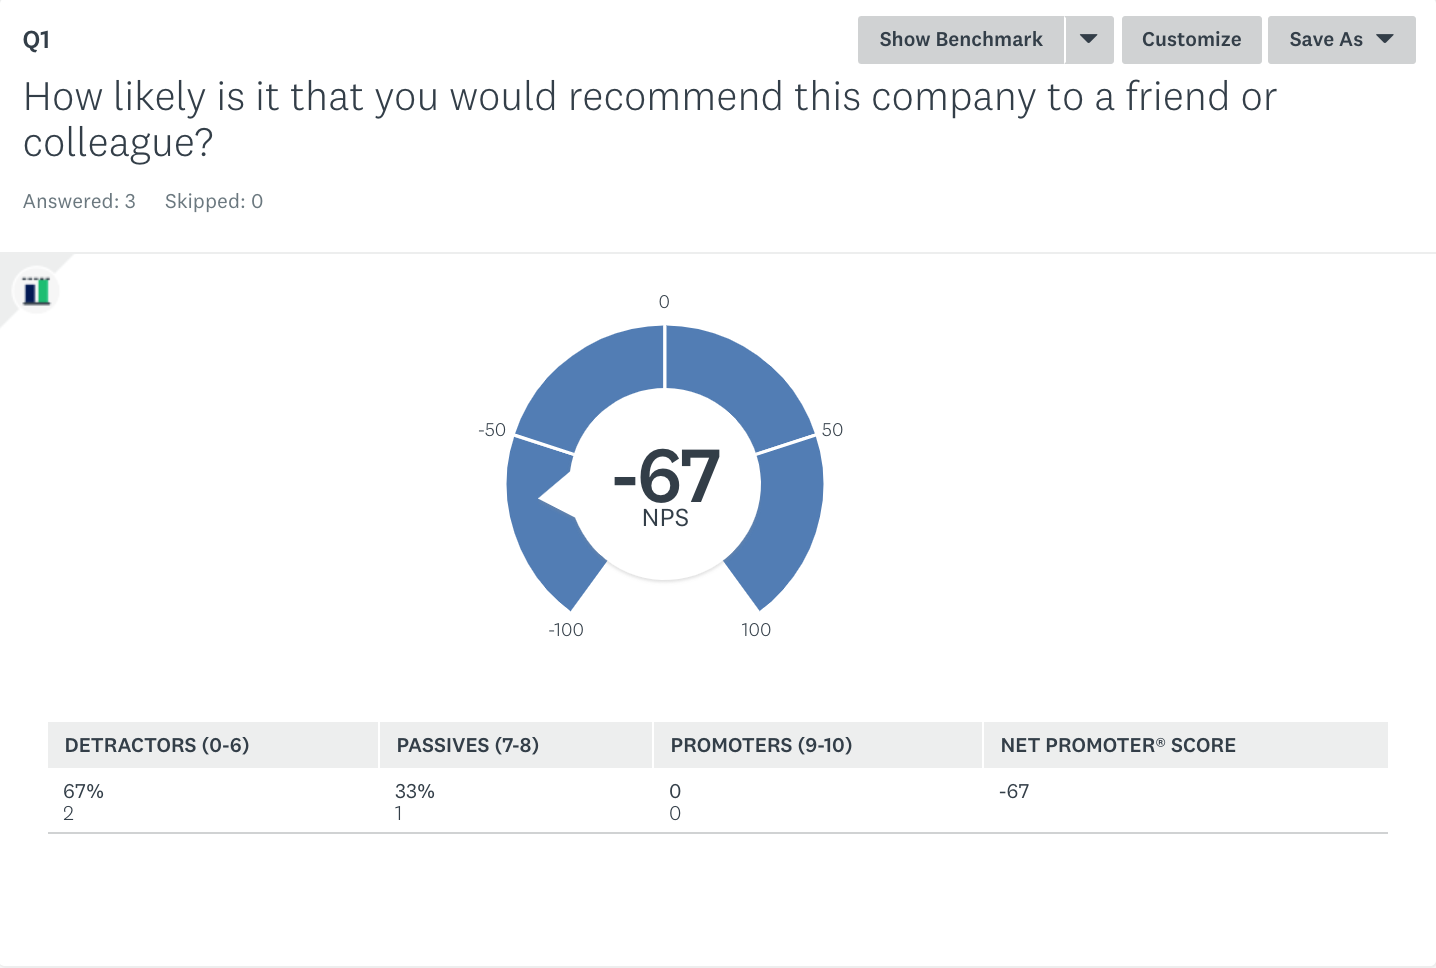 Q1
Show Benchmark
Customize
Save As
How likely is it that you would recommend this company to a friend or
colleague?
Answered: 3 Skipped: 0
0
-50
50
-67
NPS
-100
100
DETRACTORS (0-6) PASSIVES (7-8) PROMOTERS (9-10) NET PROMOTER® SCORE
67% 33% 0 -67
2 1 0